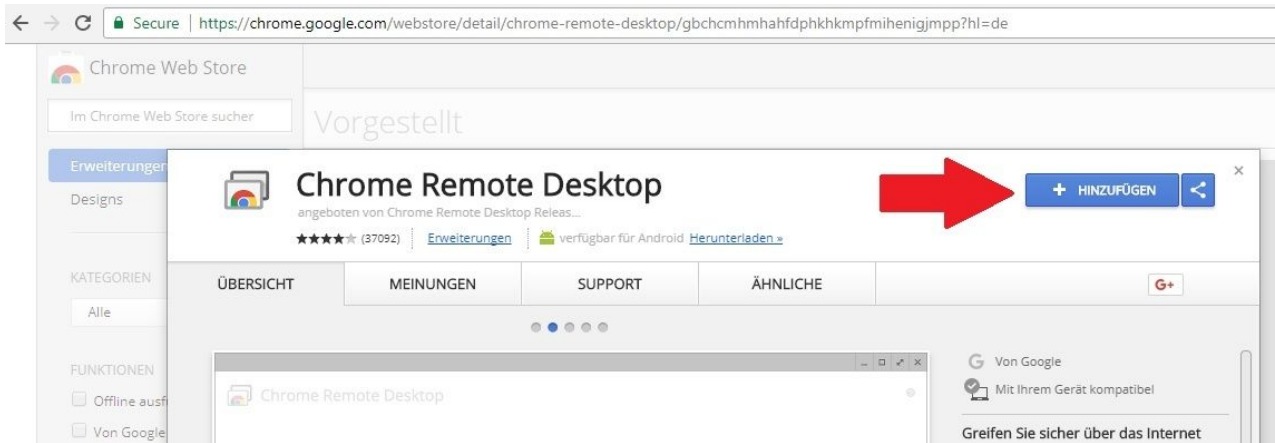 Secure | https://chrome.google.com/webstore/detail/chrome-remote-desktop/gbchcmhmhahfdphkhkmpfmihenigjmpp?hl=de
Chrome Web Store
Im Chrome Web Store sucher
Vorgestellt
Erweiterungen
Designs
KATEGORIEN
Alle
FUNKTIONEN
Offline ausf
Von Google
Chrome Remote Desktop
angeboten von Chrome Remote Desktop Releas...
(37092) Erweiterungen verfügbar für Android Herunterladen »
+ HINZUFÜGEN
×
ÜBERSICHT MEINUNGEN SUPPORT ÄHNLICHE
G+
Chrome Remote Desktop
Von Google
Mit Ihrem Gerät kompatibel
Greifen Sie sicher über das Internet